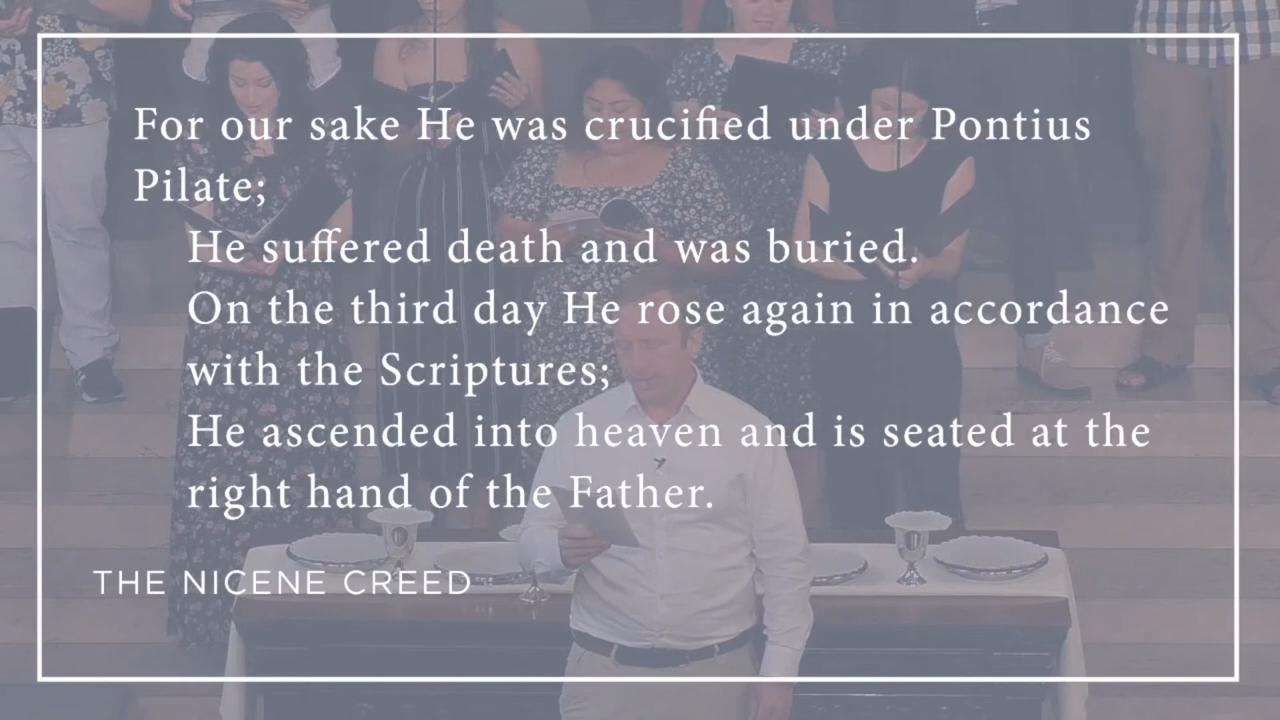 For our sake He was crucified under Pontius
Pilate;
He suffered death and was buried.
On the third day He rose again in accordance
with the Scriptures;
He ascended into heaven and is seated at the
right hand of the Father.
THE NICENE CREED